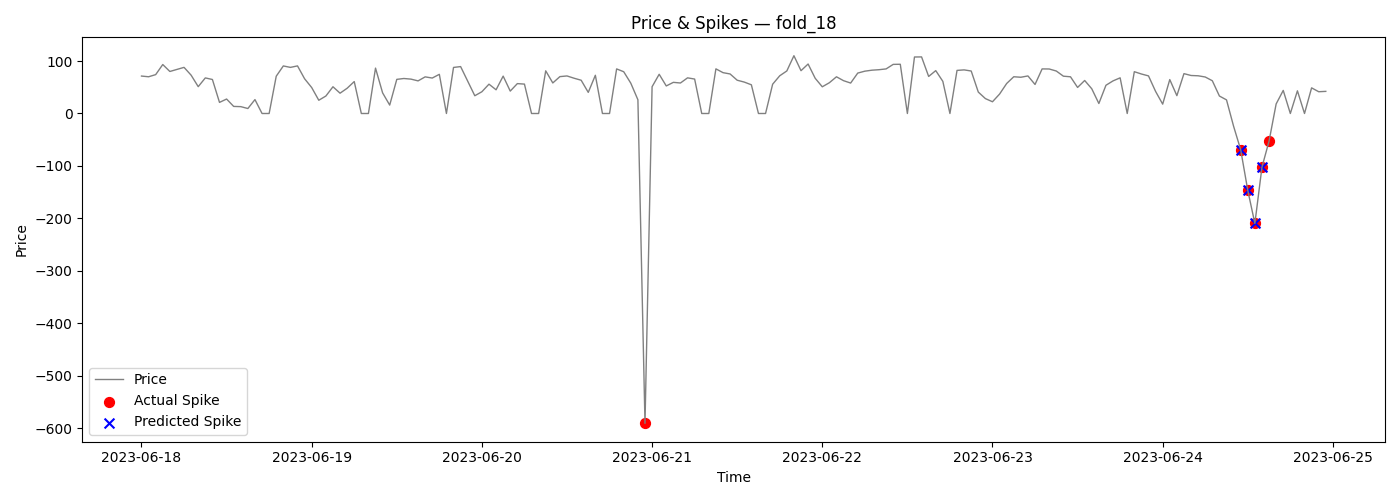 Price & Spikes — fold_18
Price
100
0
−100
−200
−300
−400
−500
−600
Price
Actual Spike
Predicted Spike
2023-06-18 2023-06-19 2023-06-20 2023-06-21 2023-06-22 2023-06-23 2023-06-24 2023-06-25
Time